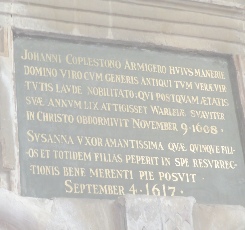 JOHANNI COPLESTONO ARMIGERO HVIVS MANERIE
DOMINO VIRO CVM GENERIS ANTIQVI TVM VERÆ VIR
TVTIS LAVDE NOBILITATO, QVI POSTQVAM ÆTATIS
SVÆ ANNVM LIX ATTIGISSET WARLEIÆ SVAVITER
IN CHRISTO OBDORMIVIT NOVEMBER 9·1608·
SVSANNA VXOR AMANTISSIMA QVÆ QVINQVE FILI-
OS ET TOTIDEM FILIAS PEPERIT IN SPE RESVRREC-
TIONIS BENE MERENTI PIE POSVIT
SEPTEMBER 4·1617·